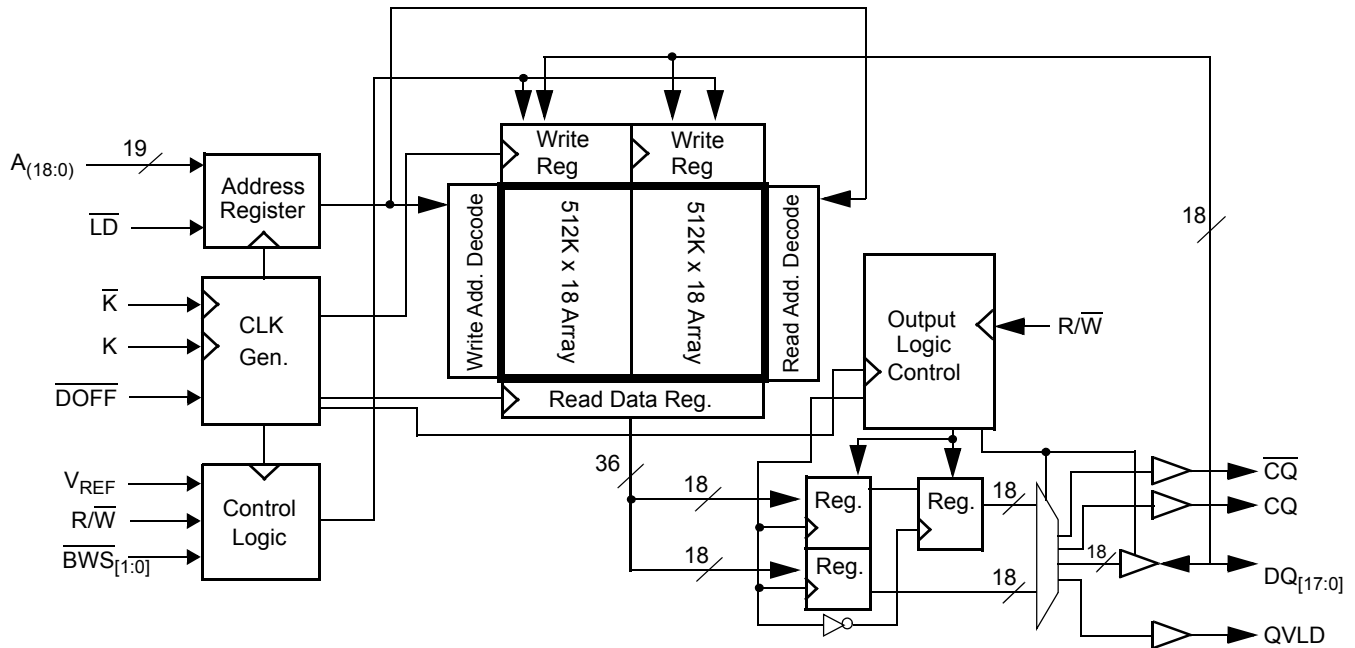 A(18:0)
19
LD
Address
Register
K
K
DOFF
CLK
Gen.
VREF
R/W
BWS[1:0]
Control
Logic
Write
Reg
Write
Reg
Write Add. Decode
512K x 18 Array
512K x 18 Array
Read Add. Decode
Read Data Reg.
Output
Logic
Control
R/W
18
36
18
18
Reg.
Reg.
Reg.
18
18
18
CQ
CQ
DQ[17:0]
QVLD